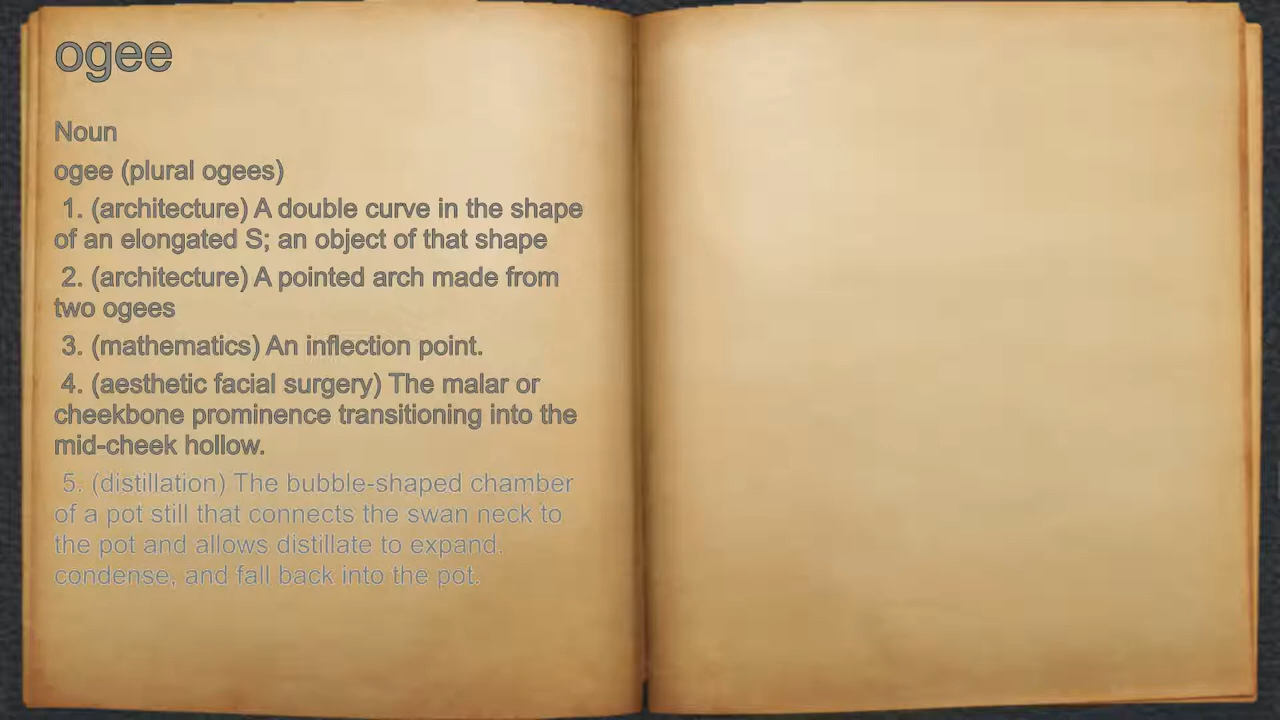 ogee
Noun
ogee (plural ogees)
1. (architecture) A double curve in the shape
of an elongated S; an object of that shape
2. (architecture) A pointed arch made from
two ogees
3. (mathematics) An inflection point.
4. (aesthetic facial surgery) The malar or
cheekbone prominence transitioning into the
mid-cheek hollow.
5. (distillation) The bubble-shaped chamber
of a pot still that connects the swan neck to
the pot and allows distillate to expand,
condense, and fall back into the pot.